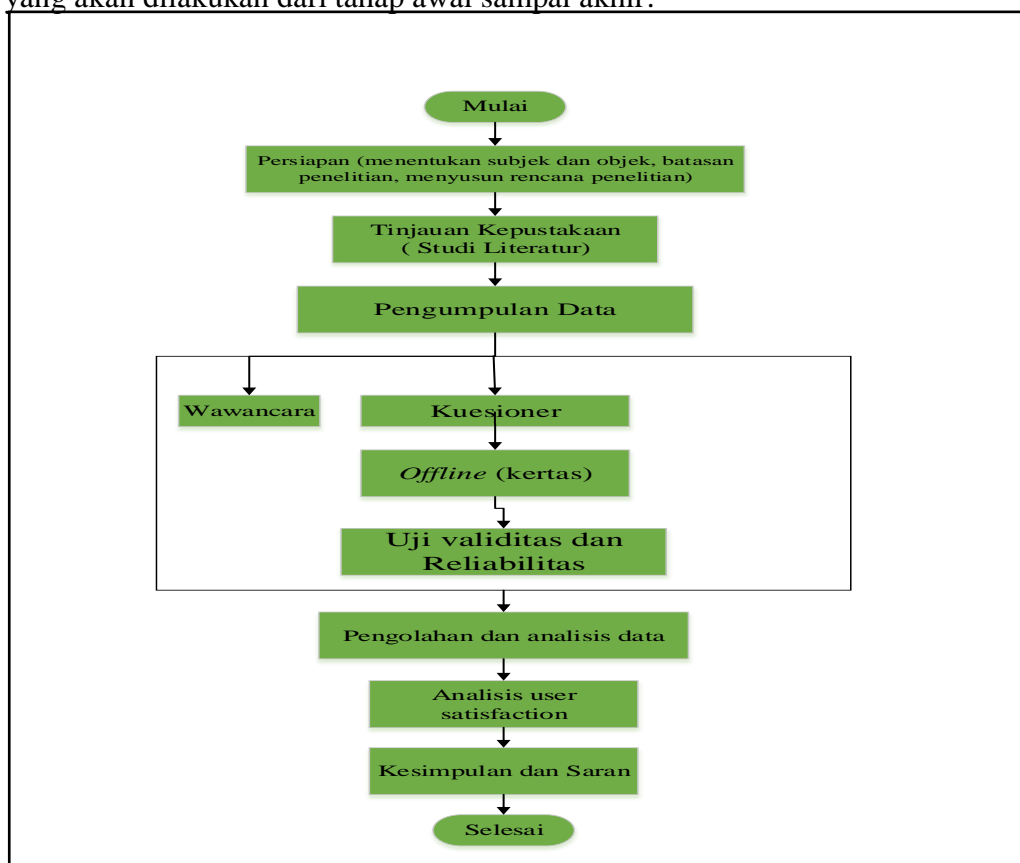 yang akan dilakukan dari tahap awal sampai akhir:
Mulai
Persiapan (menentukan subjek dan objek, batasan
penelitian, menyusun rencana penelitian)
Tinjauan Kepustakaan
( Studi Literatur)
Pengumpulan Data
Wawancara
Kuesioner
Offline (kertas)
Uji validitas dan
Reliabilitas
Pengolahan dan analisis data
Analisis user
satisfaction
Kesimpulan dan Saran
Selesai